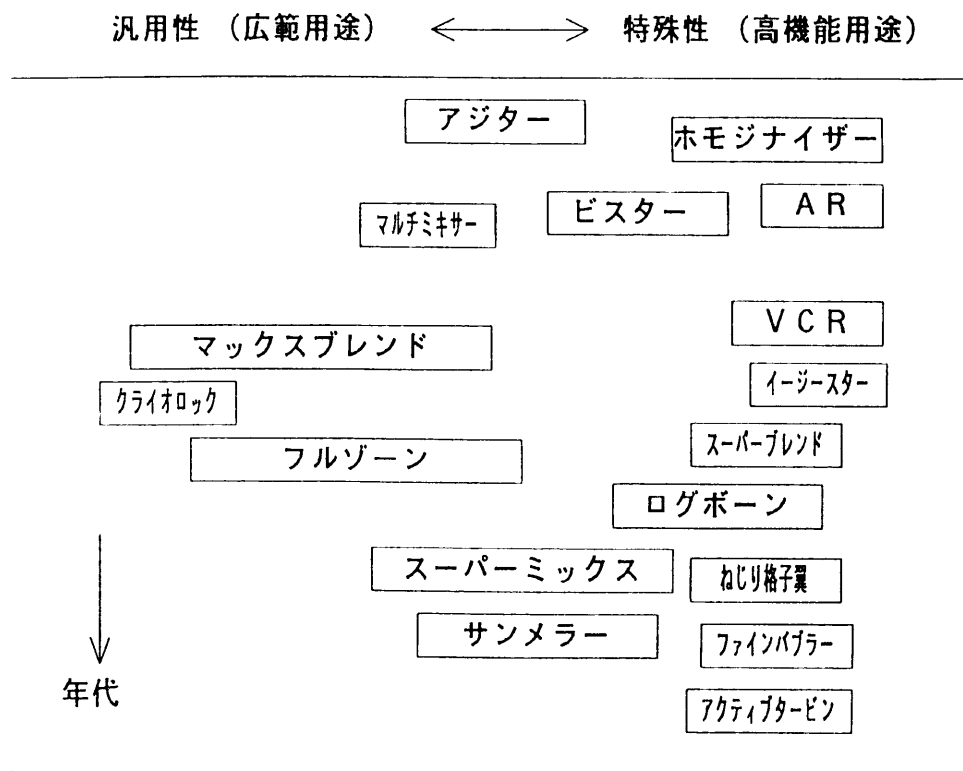 汎用性 (広範用途) ←→ 特殊性 (高機能用途)
アジター
ホモジナイザー
マルチミキサー
ビスター
AR
VCR
マックスブレンド
イージースター
クライオロック
スーパーブレンド
フルゾーン
ログボーン
スーパーミックス
ねじり格子翼
サンメラー
ファインバブラー
年代
アクティブタービン